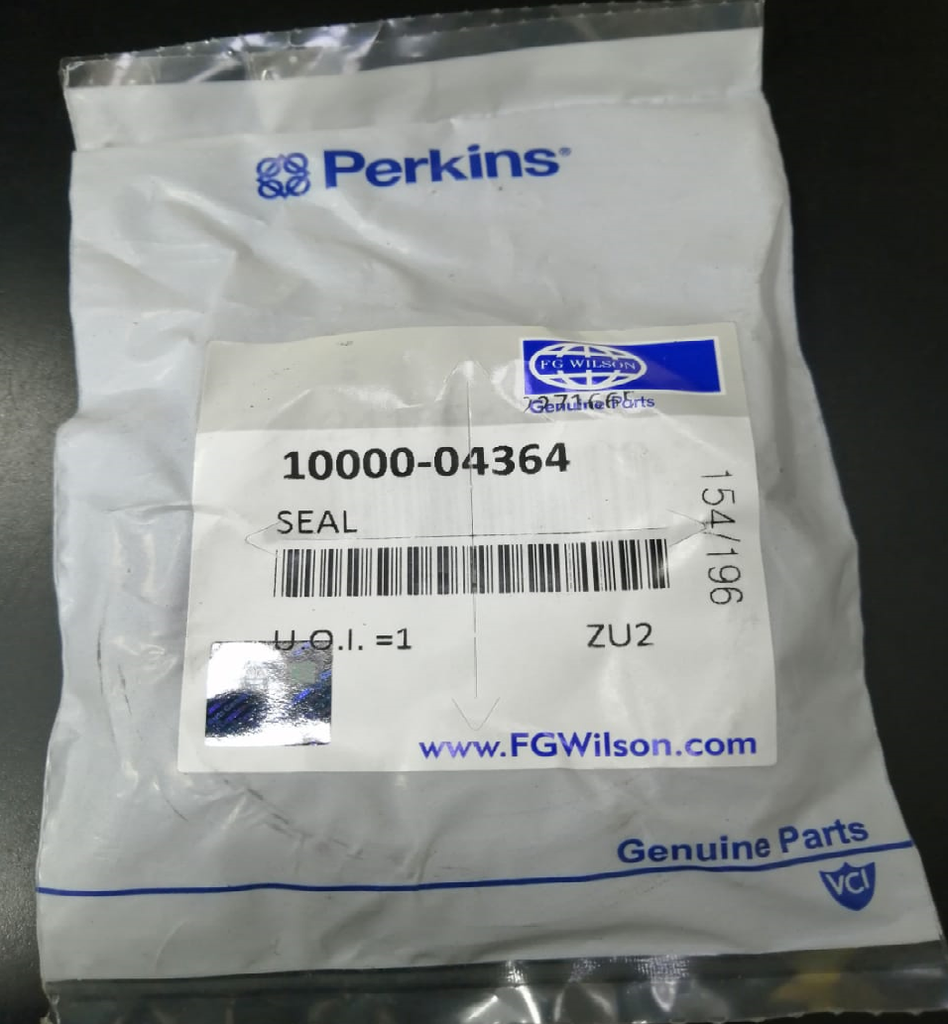 Perkins®
FG WILSON
Genuine Parts
10000-04364
SEAL
154/196
U.O.I. =1 ZU2
www.FGWilson.com
Genuine Parts
VCI